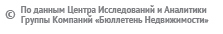 © По данным Центра Исследований и Аналитики
Группы Компаний «Бюллетень Недвижимости»